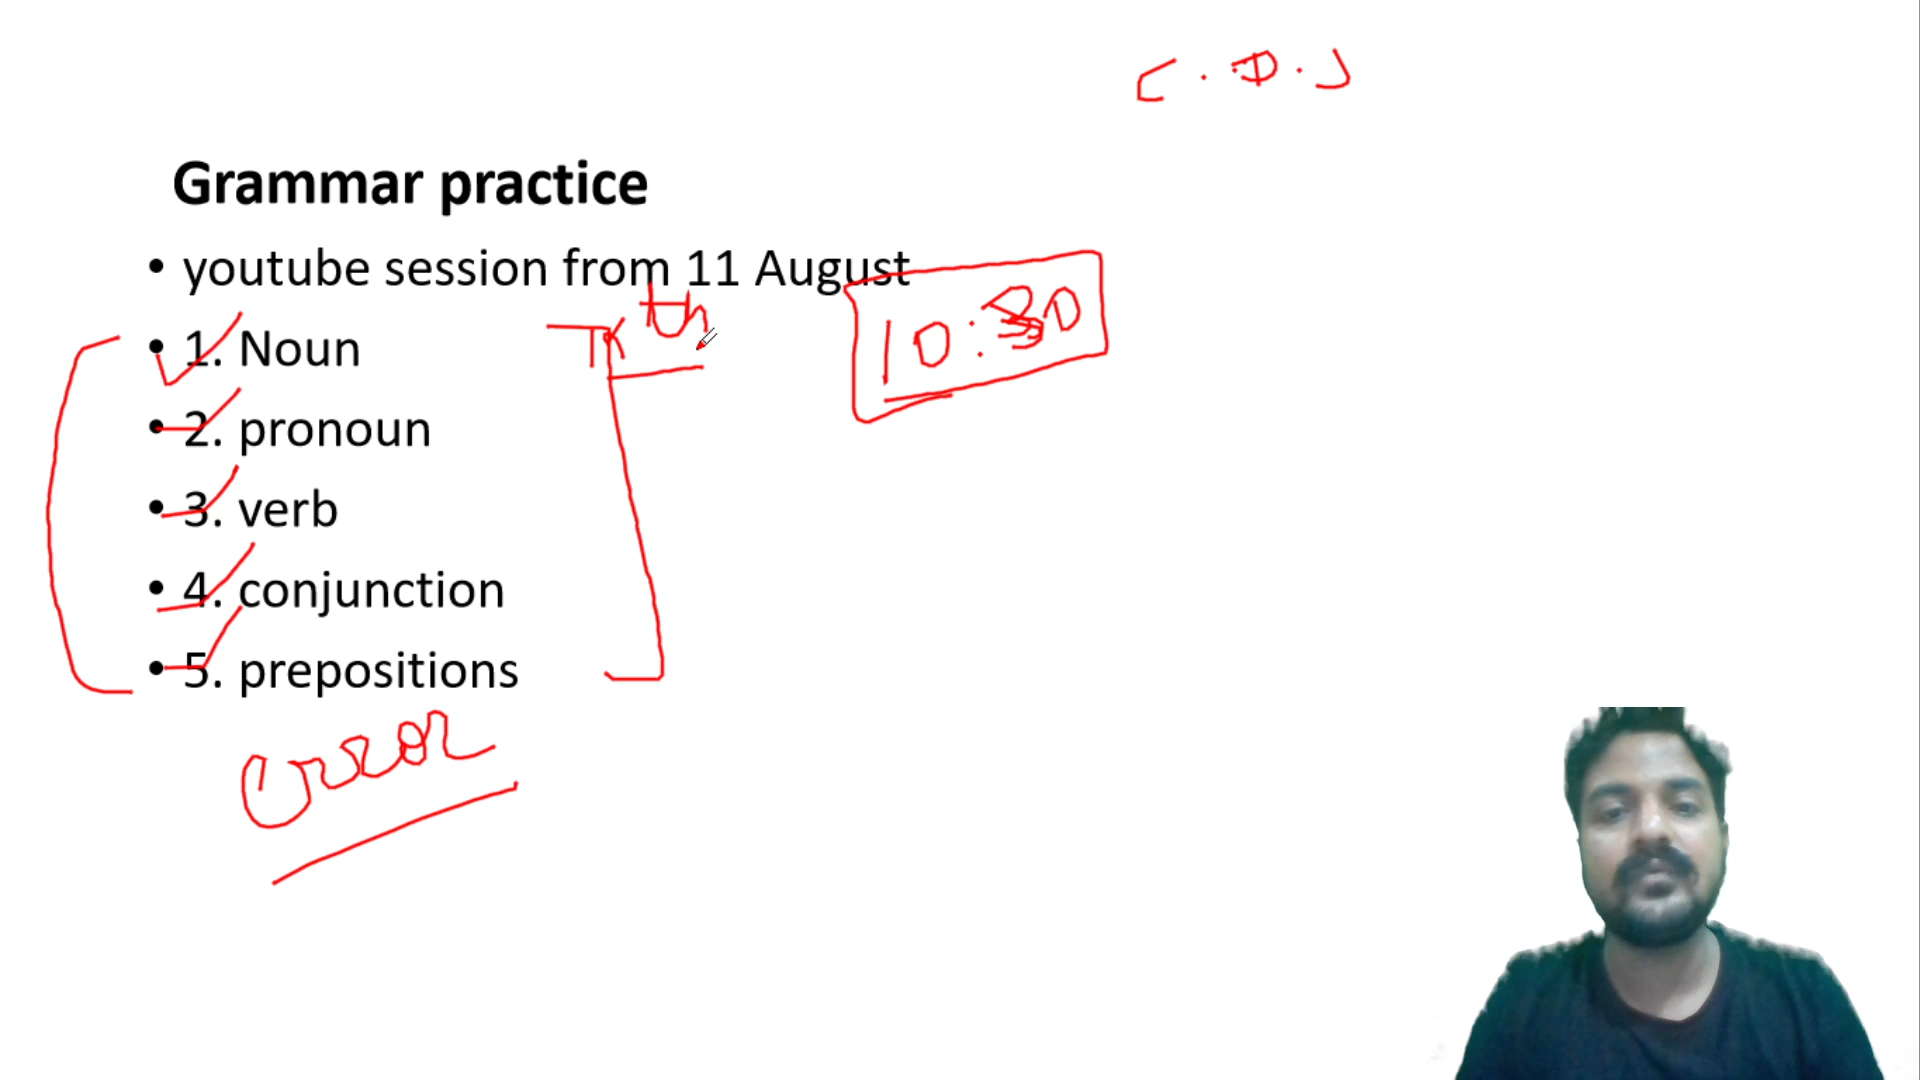 C.D.S
Grammar practice
• youtube session from 11 August
th
10:30
• 1. Noun
• 2. pronoun
• 3. verb
• 4. conjunction
• 5. prepositions
error